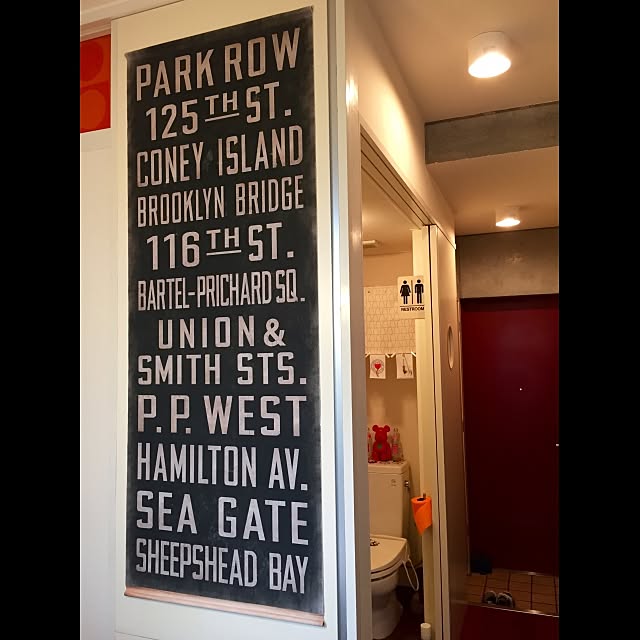 PARK ROW
125TH ST.
CONEY ISLAND
BROOKLYN BRIDGE
116TH ST.
BARTEL-PRICHARD SQ.
UNION &
SMITH STS.
P.P. WEST
HAMILTON AV.
SEA GATE
SHEEPSHEAD BAY
RESTROOM